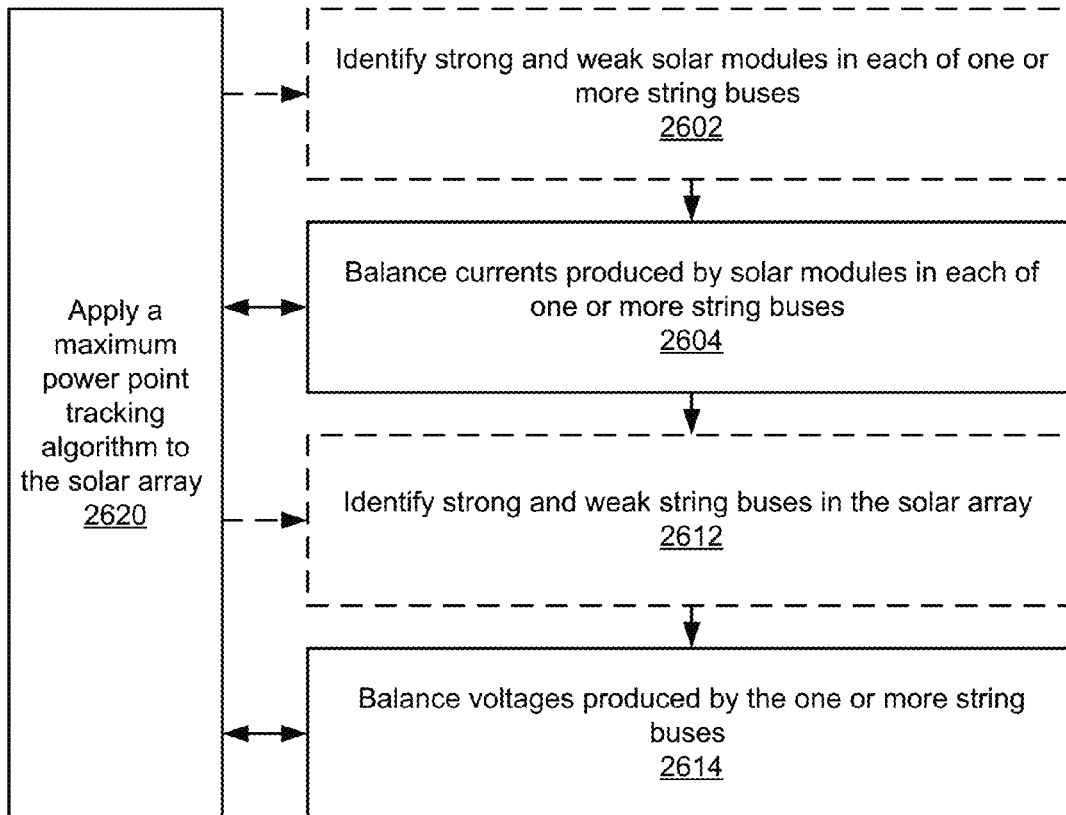 Apply a
maximum
power point
tracking
algorithm to
the solar array
2620
Identify strong and weak solar modules in each of one or
more string buses
2602
Balance currents produced by solar modules in each of
one or more string buses
2604
Identify strong and weak string buses in the solar array
2612
Balance voltages produced by the one or more string
buses
2614